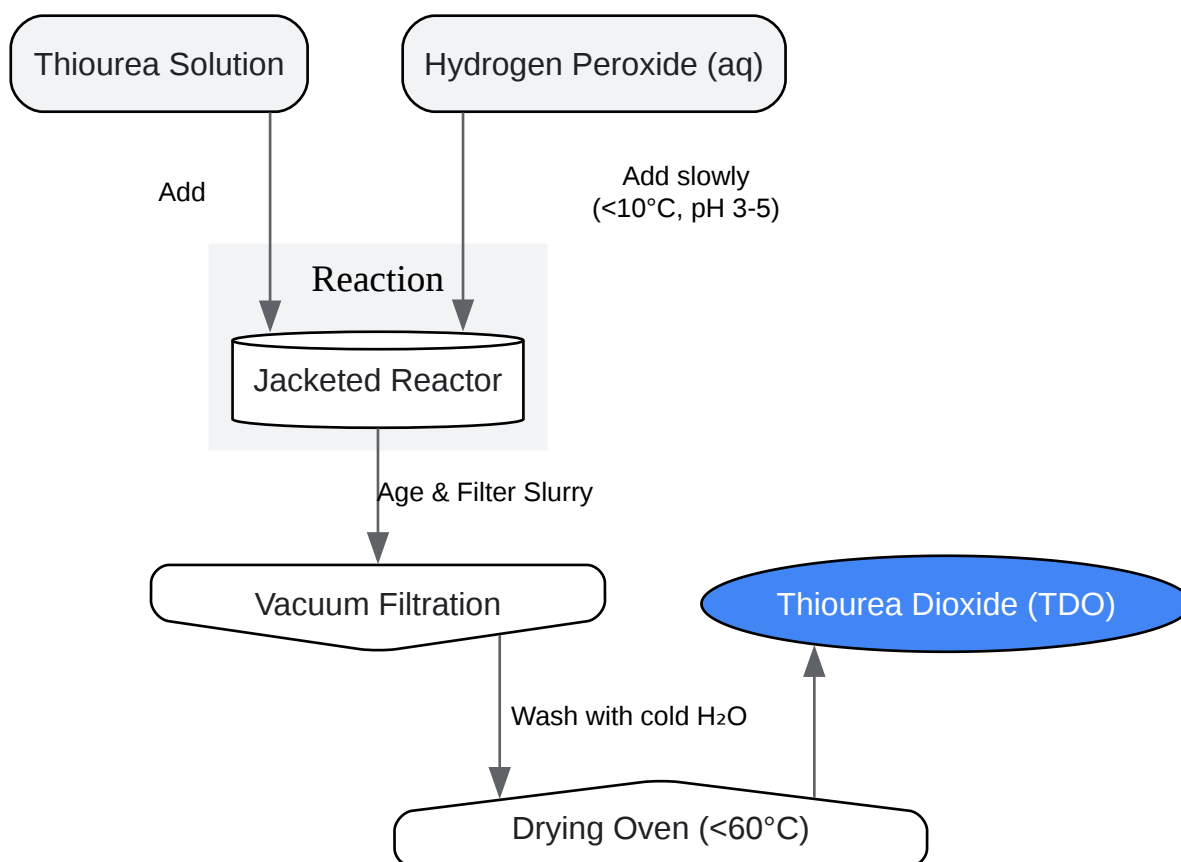 Thiourea Solution
Hydrogen Peroxide (aq)
Add
Add slowly
(<10°C, pH 3-5)
Reaction
Jacketed Reactor
Age & Filter Slurry
Vacuum Filtration
Thiourea Dioxide (TDO)
Wash with cold H₂O
Drying Oven (<60°C)